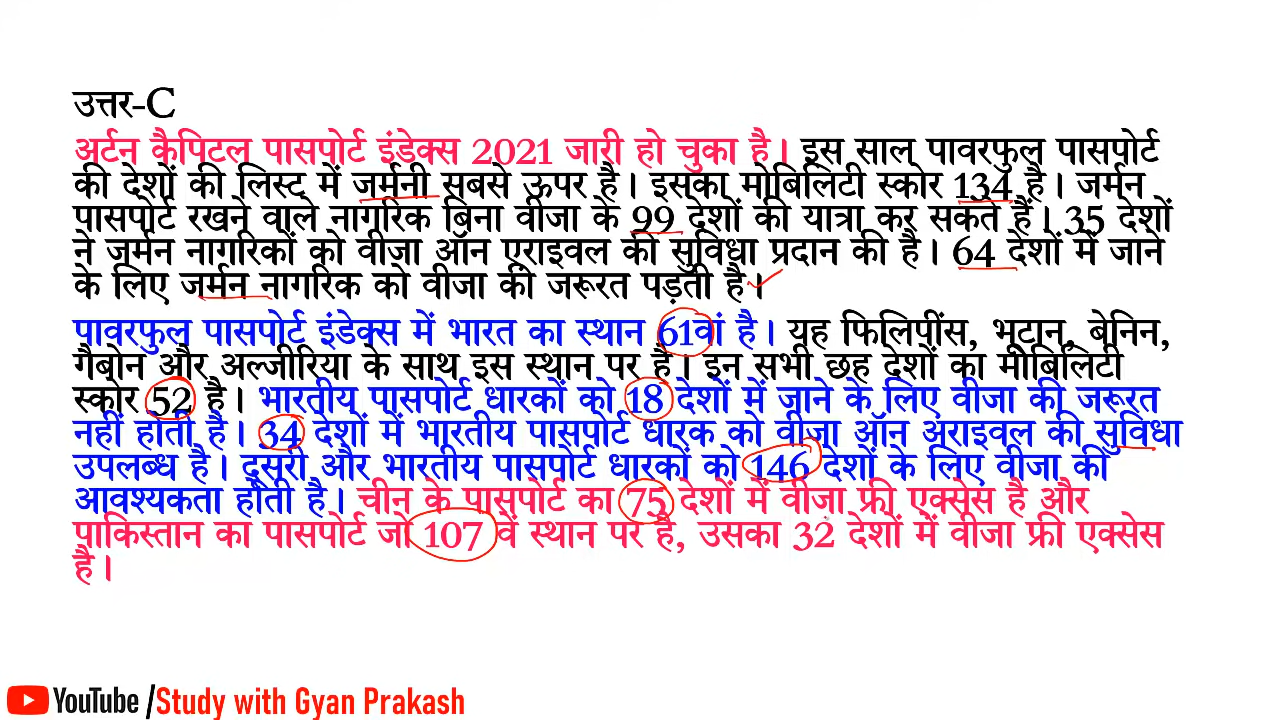 उत्तर-C
अर्टन कैपिटल पासपोर्ट इंडेक्स 2021 जारी हो चुका है। इस साल पावरफुल पासपोर्ट
की देशों की लिस्ट में जर्मनी सबसे ऊपर है। इसका मोबिलिटी स्कोर 134 है। जर्मन
पासपोर्ट रखने वाले नागरिक बिना वीजा के 99 देशों की यात्रा कर सकते हैं। 35 देशों
ने जर्मन नागरिकों को वीजा ऑन एराइवल की सुविधा प्रदान की है। 64 देशों में जाने
के लिए जर्मन नागरिक को वीजा की जरूरत पड़ती है।
पावरफुल पासपोर्ट इंडेक्स में भारत का स्थान 61वां है। यह फिलिपींस, भूटान, बेनिन,
गैबोन और अल्जीरिया के साथ इस स्थान पर है। इन सभी छह देशों का मोबिलिटी
स्कोर 52 है। भारतीय पासपोर्ट धारकों को 18 देशों में जाने के लिए वीजा की जरूरत
नहीं होती है। 34 देशों में भारतीय पासपोर्ट धारक को वीजा ऑन अराइवल की सुविधा
उपलब्ध है। दूसरी और भारतीय पासपोर्ट धारकों को 146 देशों के लिए वीजा की
आवश्यकता होती है। चीन के पासपोर्ट का 75 देशों में वीजा फ्री एक्सेस है और
पाकिस्तान का पासपोर्ट जो 107 वें स्थान पर है, उसका 32 देशों में वीजा फ्री एक्सेस
है।
YouTube /Study with Gyan Prakash